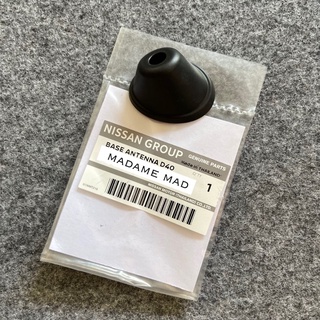 NISSAN GROUP GENUINE PARTS
BASE ANTENNA D40
MADAME MAD
1